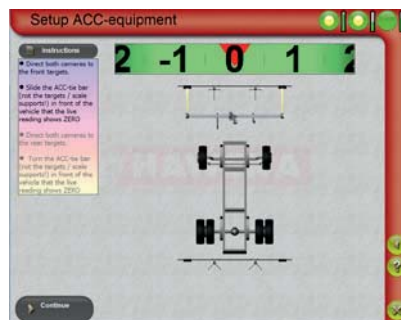 Setup ACC-equipment
Instructions
2 -1 0 1 2
• Direct both cameras to
the front targets.
• Slide the ACC-tie bar
(not the targets / scale
supports!) in front of the
vehicle that the live
reading shows ZERO
• Direct both cameras to
the rear targets.
• Turn the ACC-tie bar
(not the targets / scale
supports!) in front of the
vehicle that the live
reading shows ZERO
HAWEKA
Continue
?